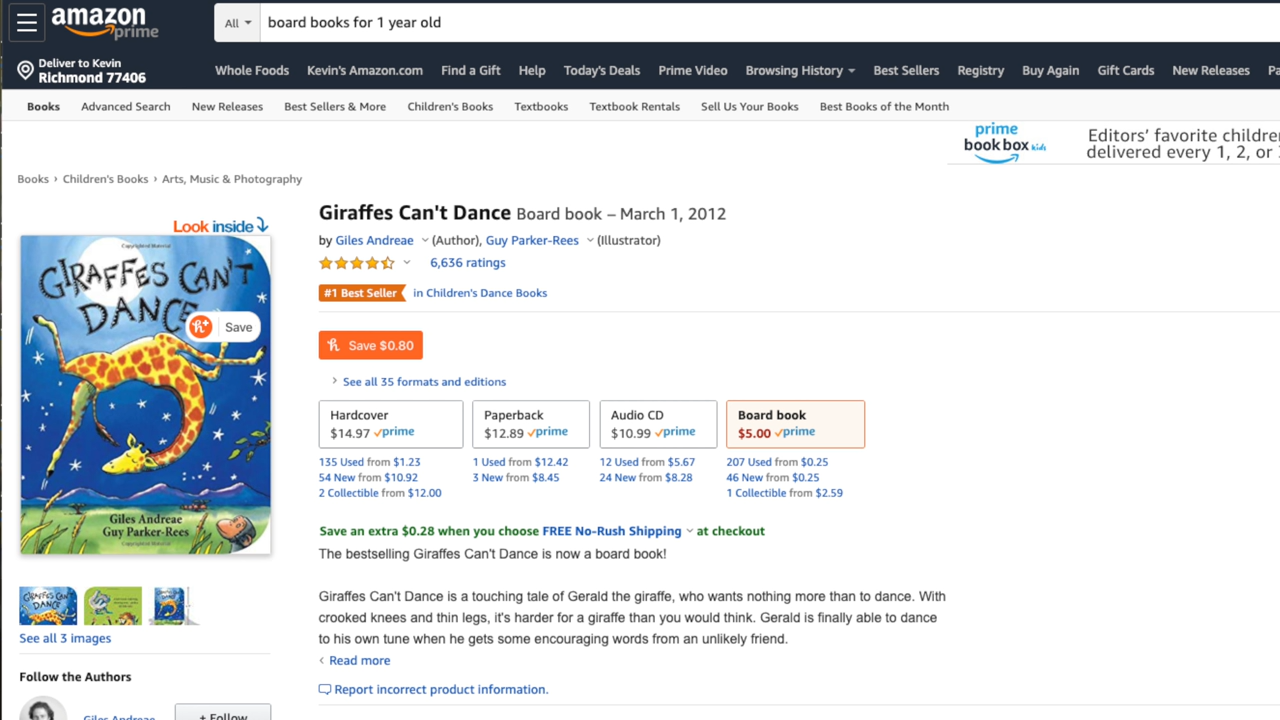 amazon
prime
All
board books for 1 year old
Deliver to Kevin
Richmond 77406
Whole Foods Kevin's Amazon.com Find a Gift Help Today's Deals Prime Video Browsing History Best Sellers Registry Buy Again Gift Cards New Releases Pa
Books Advanced Search New Releases Best Sellers & More Children's Books Textbooks Textbook Rentals Sell Us Your Books Best Books of the Month
prime
book box kids
Editors’ favorite childre
delivered every 1, 2, or
Books › Children's Books › Arts, Music & Photography
Look inside
Copyrighted Material
GIRAFFES CAN'T
DANCE
Save
Giles Andreae
Guy Parker-Rees
Copyrighted Material
Giraffes Can't Dance Board book – March 1, 2012
by Giles Andreae (Author), Guy Parker-Rees (Illustrator)
6,636 ratings
#1 Best Seller in Children's Dance Books
Save $0.80
See all 35 formats and editions
Hardcover
$14.97 prime
135 Used from $1.23
54 New from $10.92
2 Collectible from $12.00
Paperback
$12.89 prime
1 Used from $12.42
3 New from $8.45
Audio CD
$10.99 prime
12 Used from $5.67
24 New from $8.28
Board book
$5.00 prime
207 Used from $0.25
46 New from $0.25
1 Collectible from $2.59
Save an extra $0.28 when you choose FREE No-Rush Shipping at checkout
The bestselling Giraffes Can't Dance is now a board book!
Giraffes Can't Dance is a touching tale of Gerald the giraffe, who wants nothing more than to dance. With
crooked knees and thin legs, it's harder for a giraffe than you would think. Gerald is finally able to dance
to his own tune when he gets some encouraging words from an unlikely friend.
Read more
Report incorrect product information.
GIRAFFES CAN'T
DANCE
See all 3 images
Follow the Authors
Giles Andreae
+ Follow